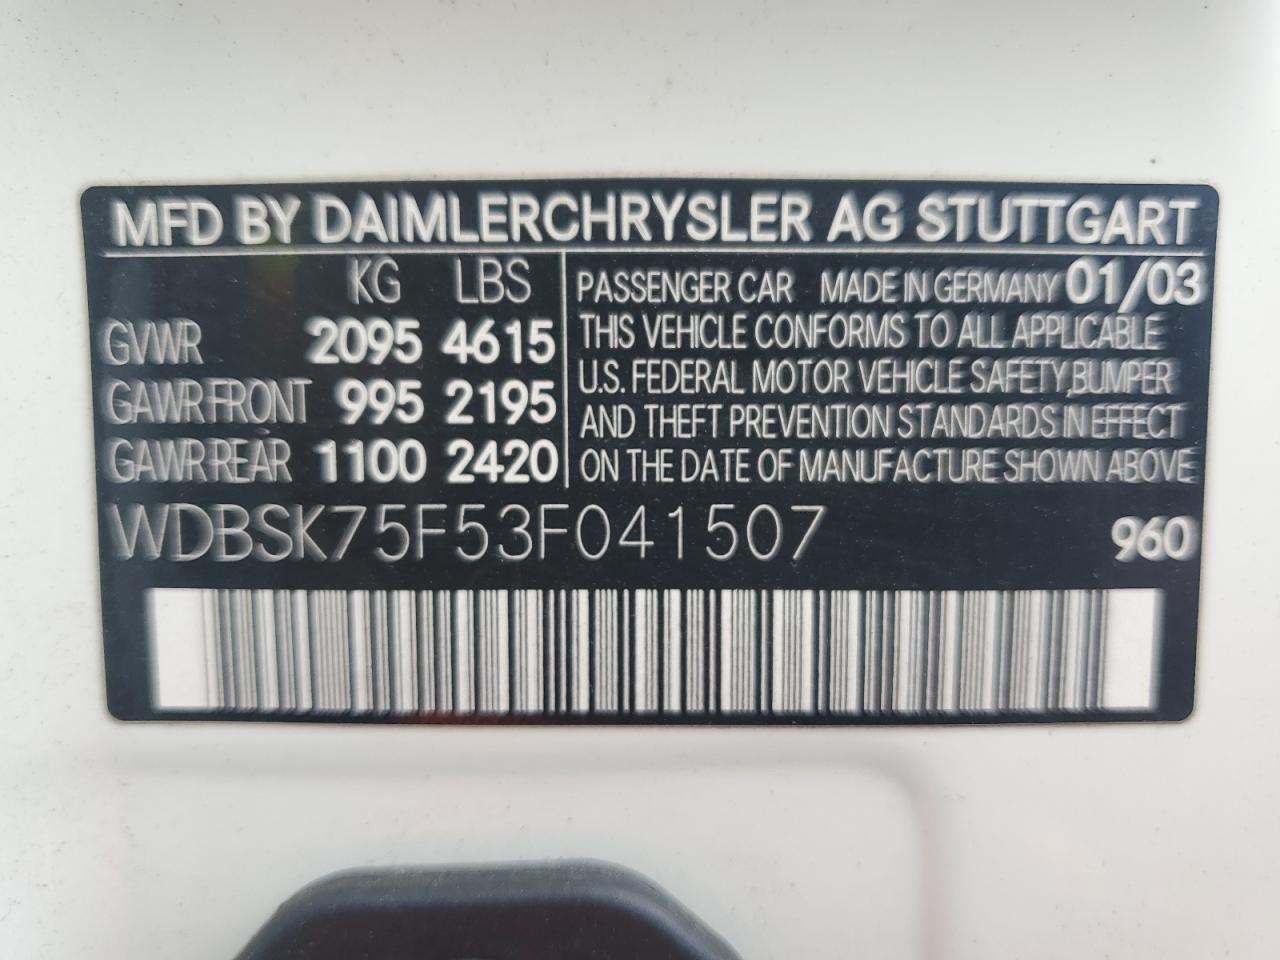 MFD BY DAIMLERCHRYSLER AG STUTTGART
KG LBS
GVWR 2095 4615
GAWR FRONT 995 2195
GAWR REAR 1100 2420
PASSENGER CAR MADE IN GERMANY 01/03
THIS VEHICLE CONFORMS TO ALL APPLICABLE
U.S. FEDERAL MOTOR VEHICLE SAFETY, BUMPER
AND THEFT PREVENTION STANDARDS IN EFFECT
ON THE DATE OF MANUFACTURE SHOWN ABOVE
WDBSK75F53F041507 960